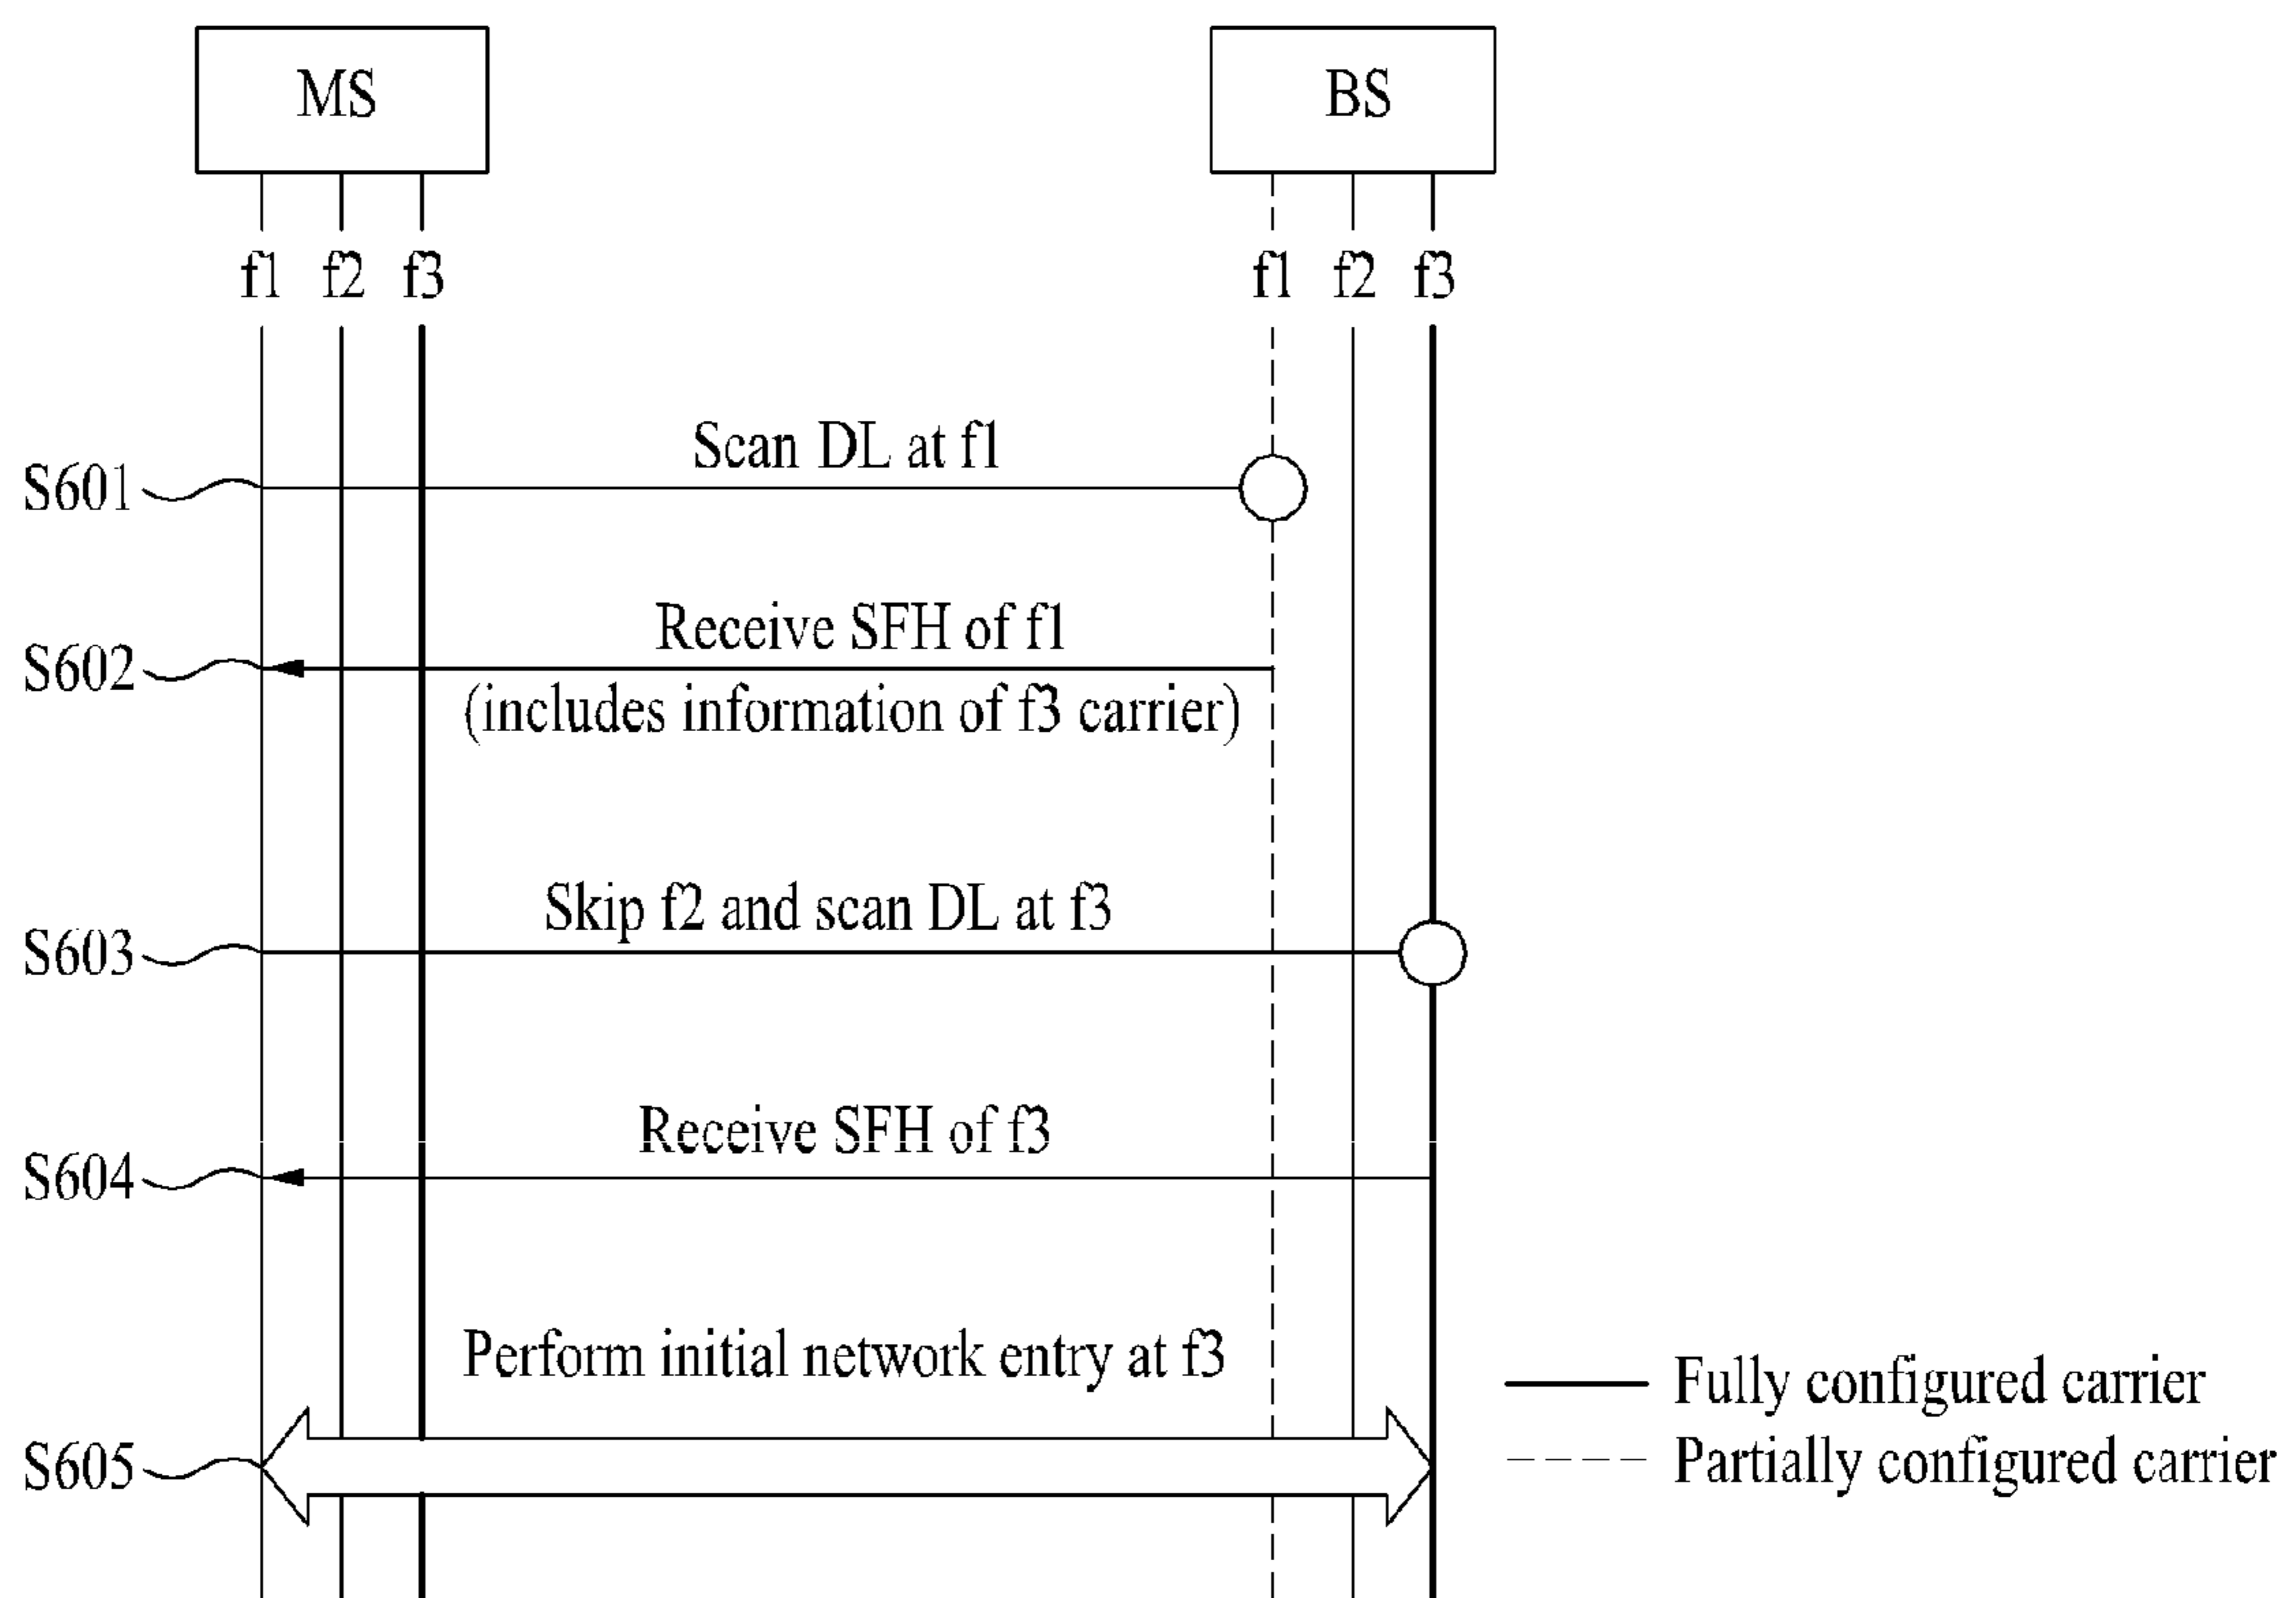 MS
BS
f1 f2 f3
f1 f2 f3
Scan DL at f1
S601
Receive SFH of f1
S602
(includes information of f3 carrier)
Skip f2 and scan DL at f3
S603
Receive SFH of f3
S604
Perform initial network entry at f3
Fully configured carrier
S605
Partially configured carrier